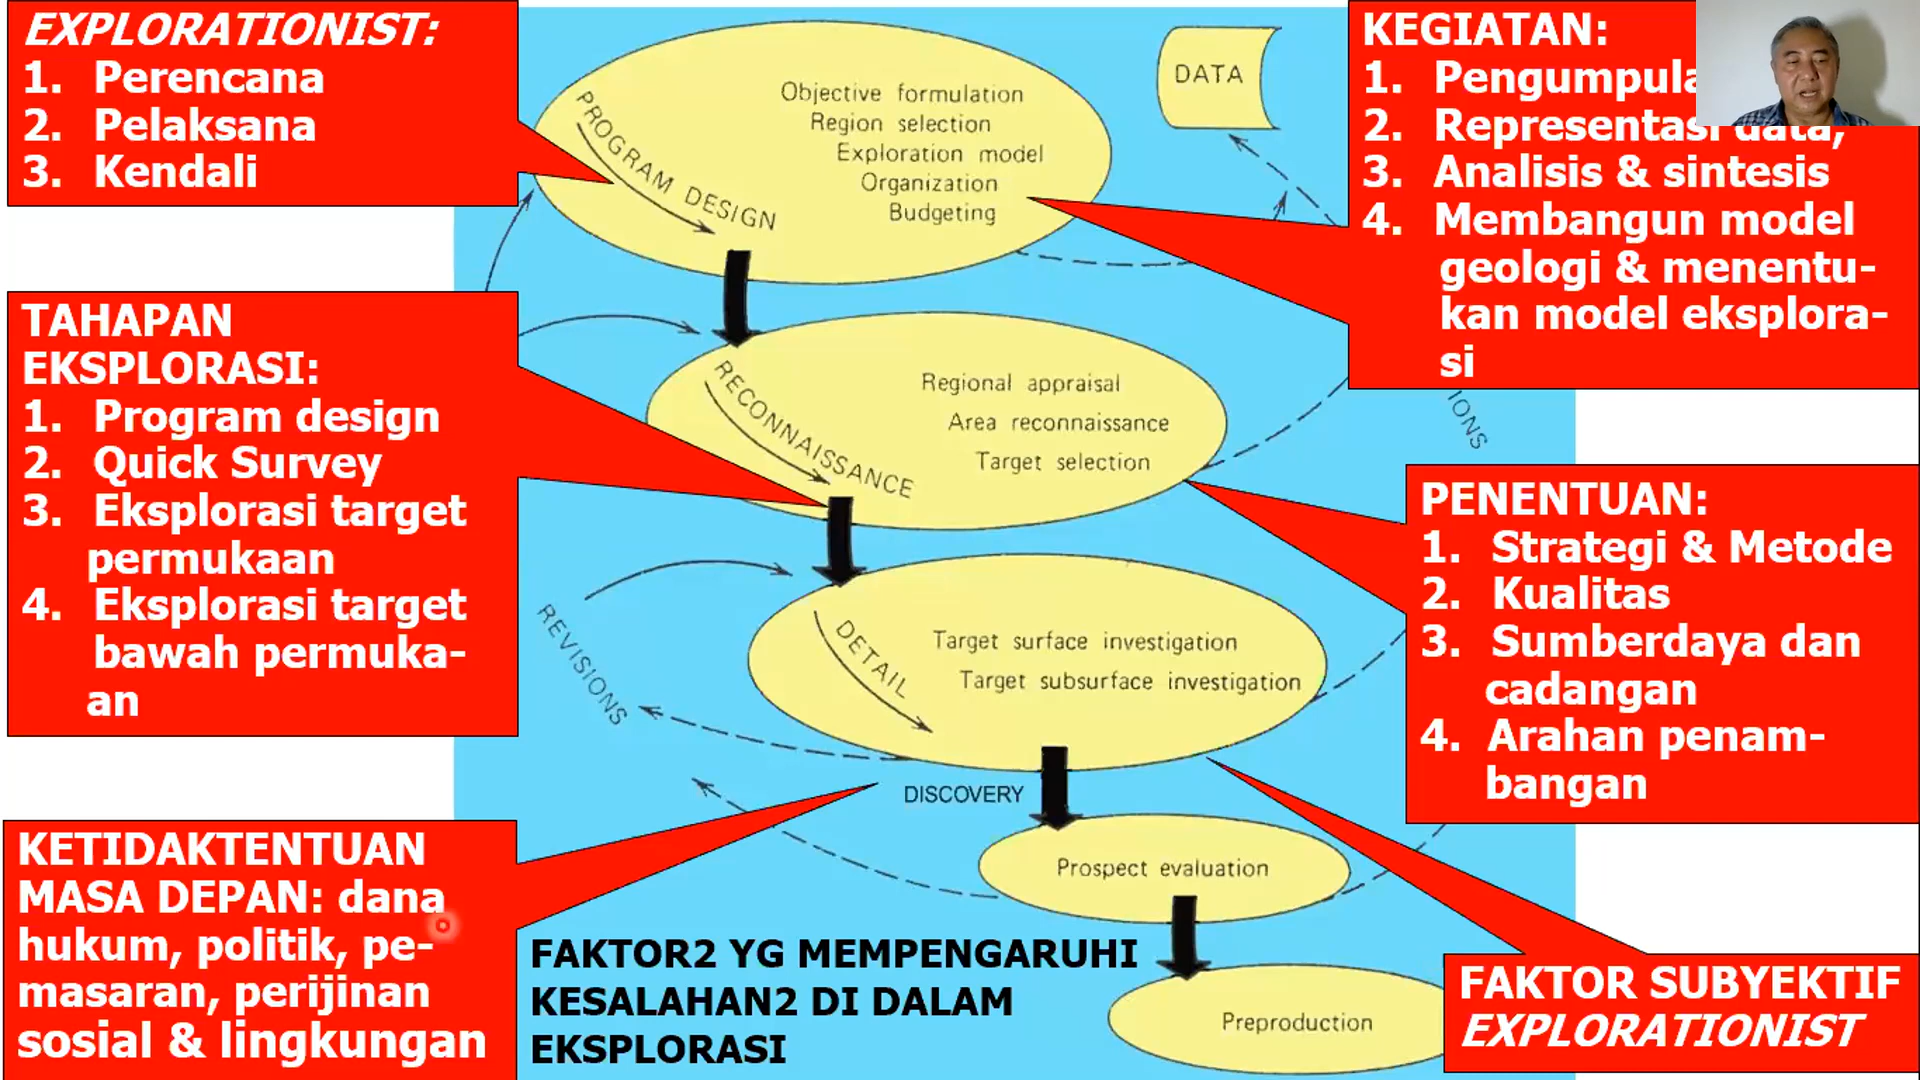 EXPLORATIONIST:
1. Perencana
2. Pelaksana
3. Kendali
TAHAPAN
EKSPLORASI:
1. Program design
2. Quick Survey
3. Eksplorasi target
permukaan
4. Eksplorasi target
bawah permuka-
an
KETIDAKTENTUAN
MASA DEPAN: dana
hukum, politik, pe-
masaran, perijinan
sosial & lingkungan
PROGRAM DESIGN
Objective formulation
Region selection
Exploration model
Organization
Budgeting
DATA
RECONNAISSANCE
Regional appraisal
Area reconnaissance
Target selection
DETAIL
Target surface investigation
Target subsurface investigation
REVISIONS
DISCOVERY
Prospect evaluation
Preproduction
FAKTOR2 YG MEMPENGARUHI
KESALAHAN2 DI DALAM
EKSPLORASI
KEGIATAN:
1.
2. Representasi data,
3. Analisis & sintesis
4. Membangun model
geologi & menentu-
kan model eksplora-
si
PENENTUAN:
1. Strategi & Metode
2. Kualitas
3. Sumberdaya dan
cadangan
4. Arahan penam-
bangan
FAKTOR SUBYEKTIF
EXPLORATIONIST